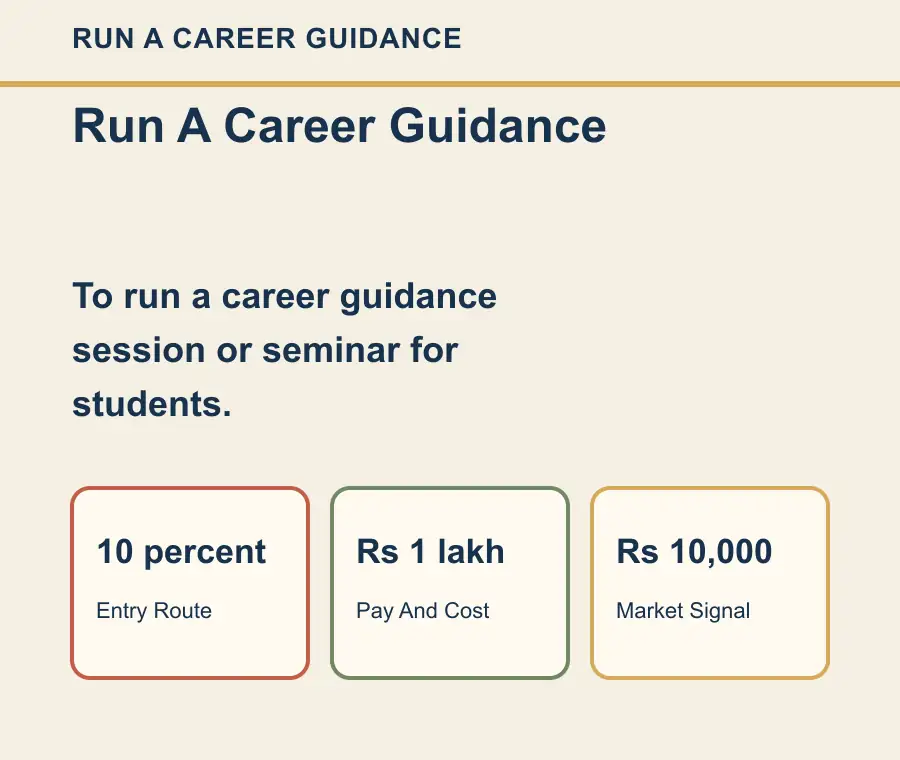 RUN A CAREER GUIDANCE
Run A Career Guidance
To run a career guidance
session or seminar for
students.
10 percent
Entry Route
Rs 1 lakh
Pay And Cost
Rs 10,000
Market Signal